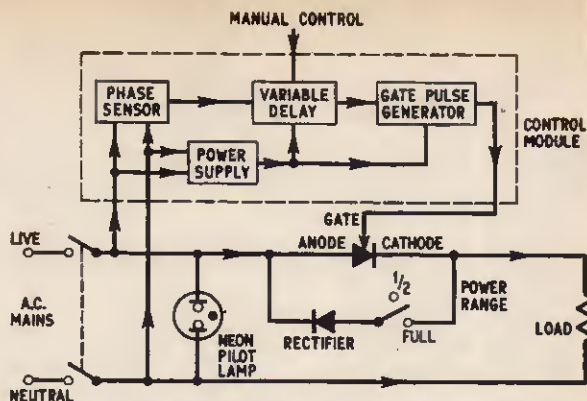 MANUAL CONTROL
PHASE
SENSOR
VARIABLE
DELAY
GATE PULSE
GENERATOR
CONTROL
MODULE
POWER
SUPPLY
GATE
LIVE
ANODE
CATHODE
1/2
POWER
RANGE
A.C.
MAINS
RECTIFIER
FULL
LOAD
NEON
PILOT
LAMP
NEUTRAL